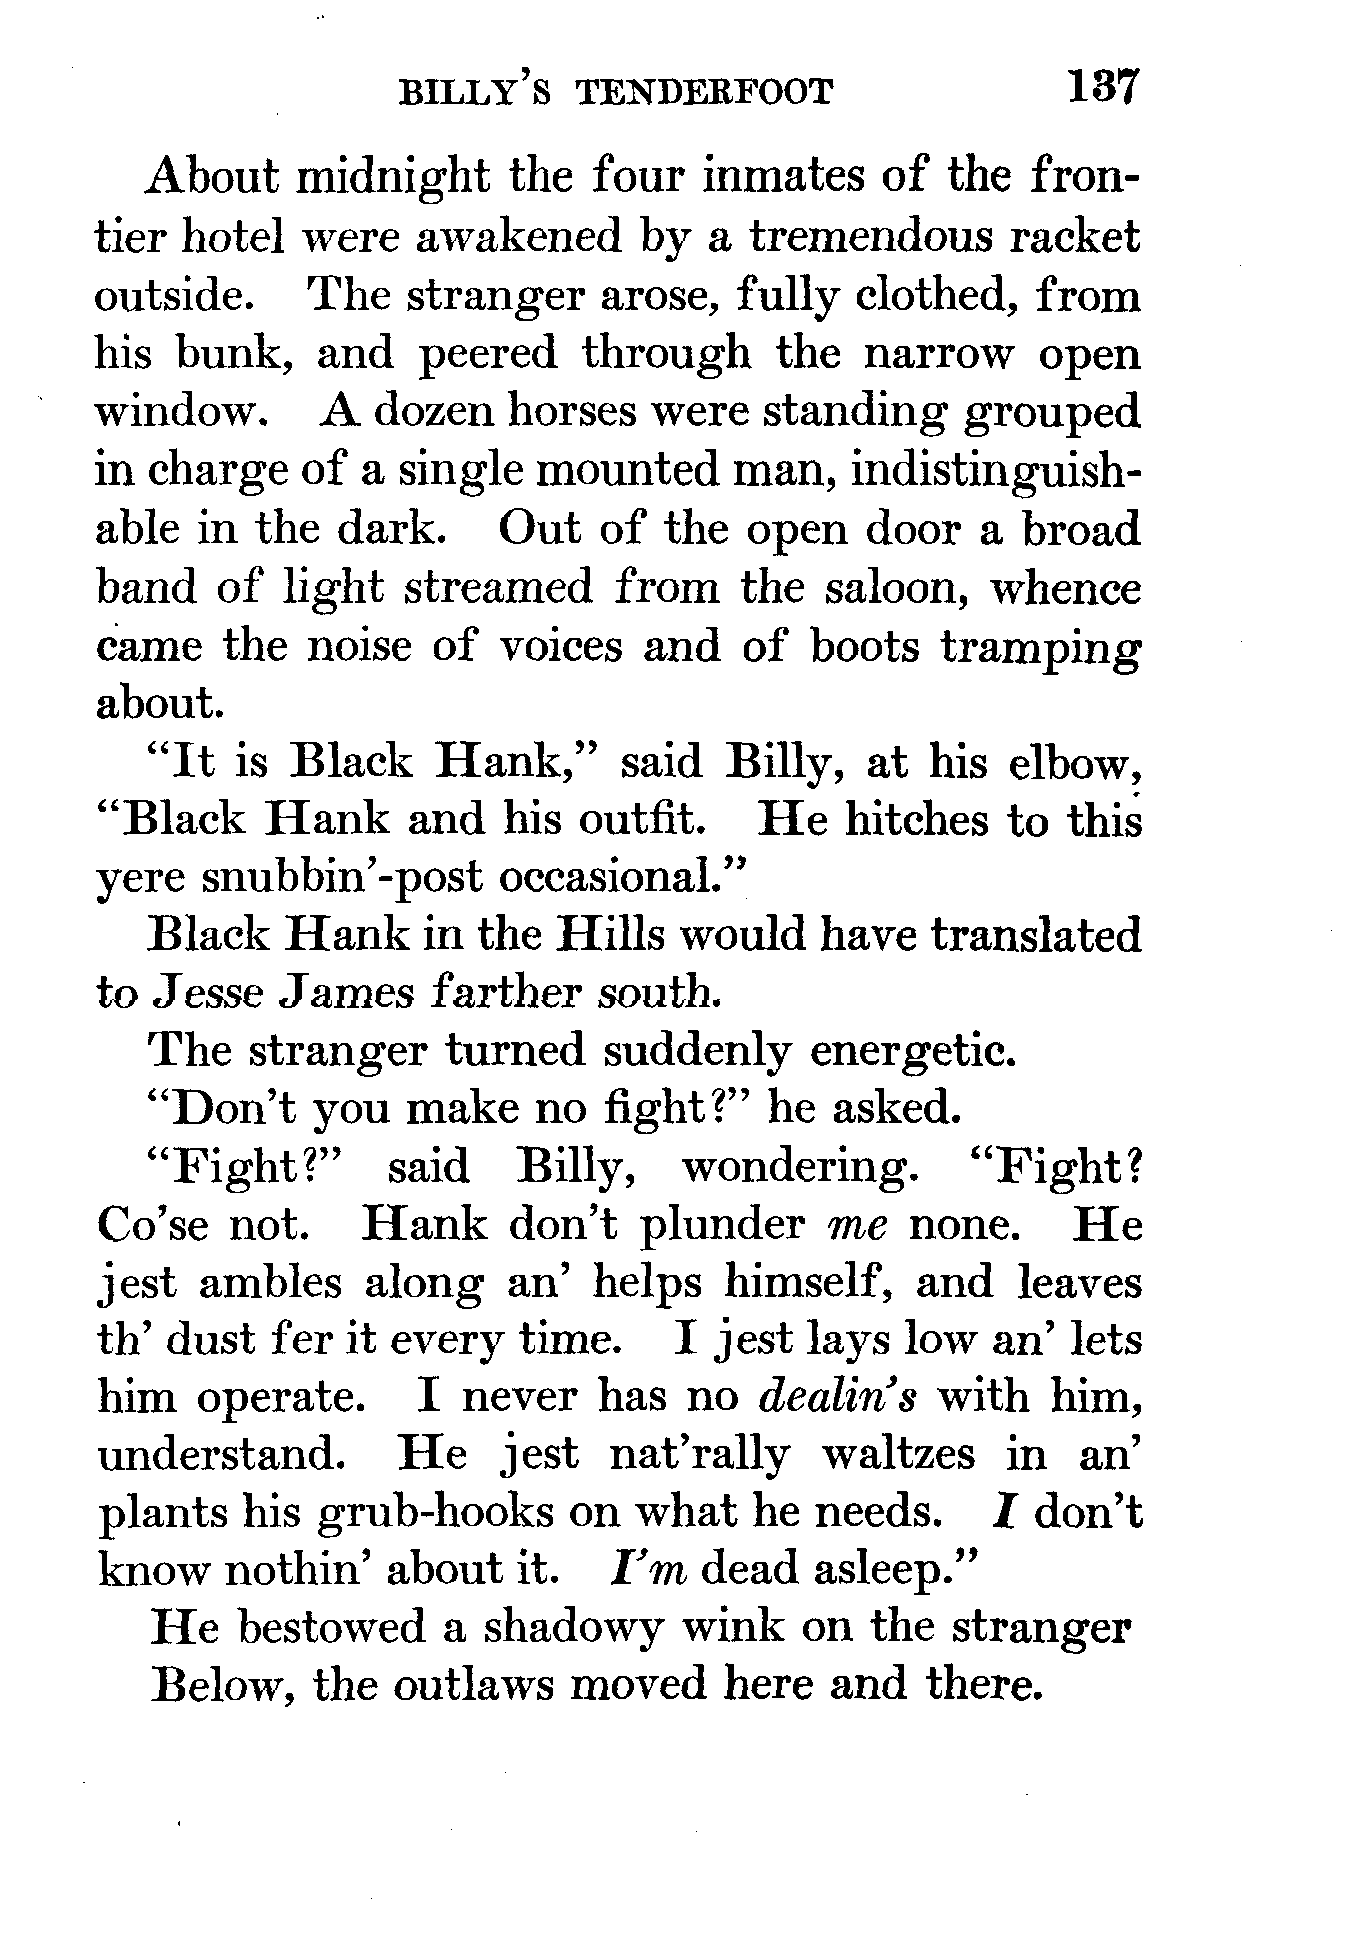 BILLY'S TENDERFOOT 137
About midnight the four inmates of the fron-
tier hotel were awakened by a tremendous racket
outside. The stranger arose, fully clothed, from
his bunk, and peered through the narrow open
window. A dozen horses were standing grouped
in charge of a single mounted man, indistinguish-
able in the dark. Out of the open door a broad
band of light streamed from the saloon, whence
came the noise of voices and of boots tramping
about.
“It is Black Hank,” said Billy, at his elbow,
“Black Hank and his outfit. He hitches to this
yere snubbin'-post occasional.”
Black Hank in the Hills would have translated
to Jesse James farther south.
The stranger turned suddenly energetic.
“Don't you make no fight?” he asked.
“Fight?” said Billy, wondering. “Fight?
Co'se not. Hank don't plunder me none. He
jest ambles along an' helps himself, and leaves
th' dust fer it every time. I jest lays low an' lets
him operate. I never has no dealin's with him,
understand. He jest nat'rally waltzes in an'
plants his grub-hooks on what he needs. I don't
know nothin' about it. I'm dead asleep.”
He bestowed a shadowy wink on the stranger
Below, the outlaws moved here and there.